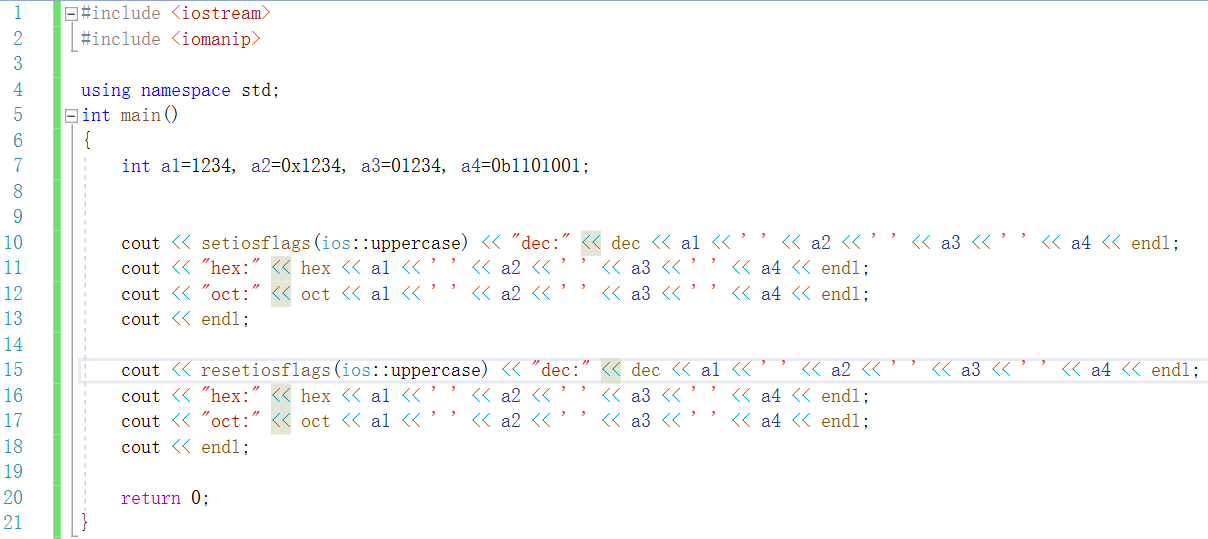 1 #include <iostream>
2 #include <iomanip>
3
4 using namespace std;
5 int main()
6 {
7 int a1=1234, a2=0x1234, a3=01234, a4=0b1101001;
8
9
10 cout << setiosflags(ios::uppercase) << "dec:" << dec << a1 <<' ' << a2 <<' ' << a3 <<' ' << a4 << endl;
11 cout << "hex:" << hex << a1 <<' ' << a2 <<' ' << a3 <<' ' << a4 << endl;
12 cout << "oct:" << oct << a1 <<' ' << a2 <<' ' << a3 <<' ' << a4 << endl;
13 cout << endl;
14
15 cout << resetiosflags(ios::uppercase) << "dec:" << dec << a1 <<' ' << a2 <<' ' << a3 <<' ' << a4 << endl;
16 cout << "hex:" << hex << a1 <<' ' << a2 <<' ' << a3 <<' ' << a4 << endl;
17 cout << "oct:" << oct << a1 <<' ' << a2 <<' ' << a3 <<' ' << a4 << endl;
18 cout << endl;
19
20 return 0;
21 }